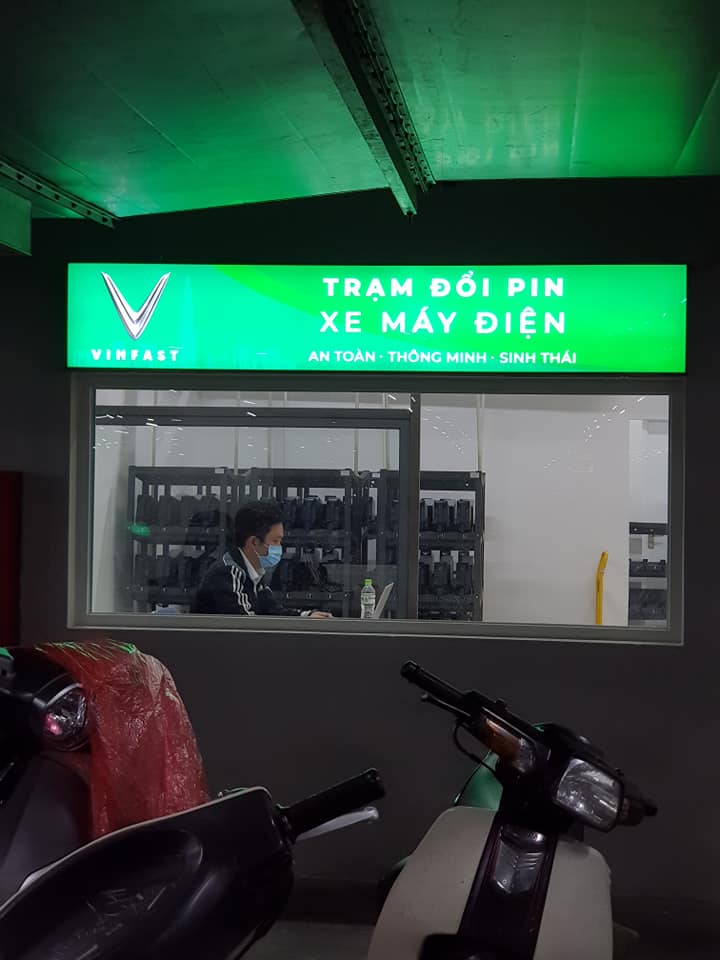 TRẠM ĐỔI PIN
XE MÁY ĐIỆN
VINFAST
AN TOÀN · THÔNG MINH · SINH THÁI